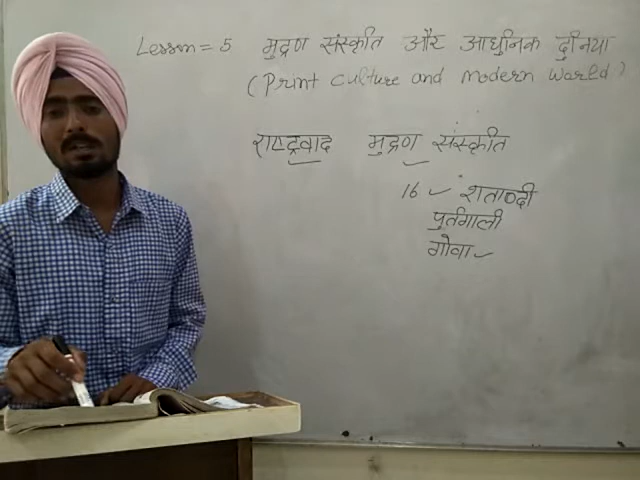 Lesson = 5 मुद्रण संस्कृति और आधुनिक दुनिया
(Print culture and modern world)
राष्ट्रवाद मुद्रण संस्कृति
16 शताब्दी
पुर्तगाली
गोवा